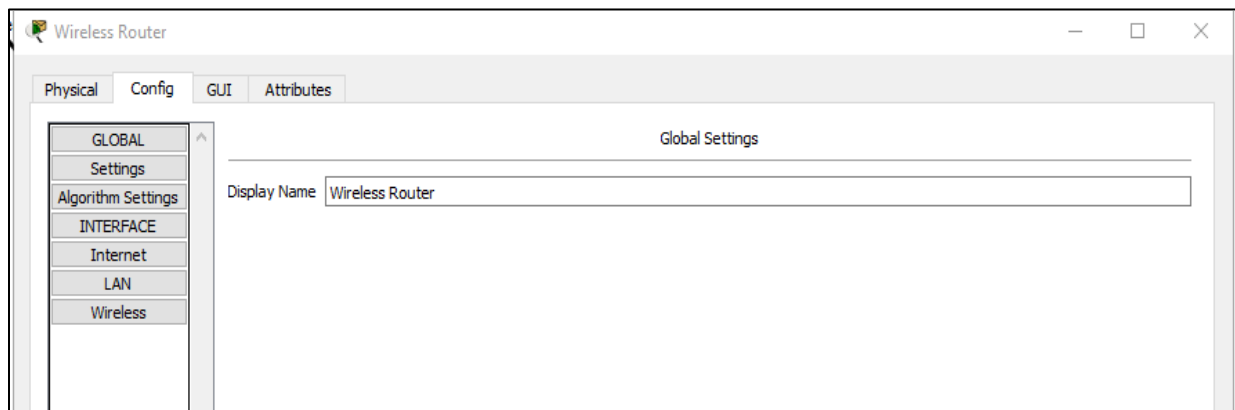 Wireless Router
Physical Config GUI Attributes
GLOBAL
Settings
Algorithm Settings
INTERFACE
Internet
LAN
Wireless
Global Settings
Display Name Wireless Router